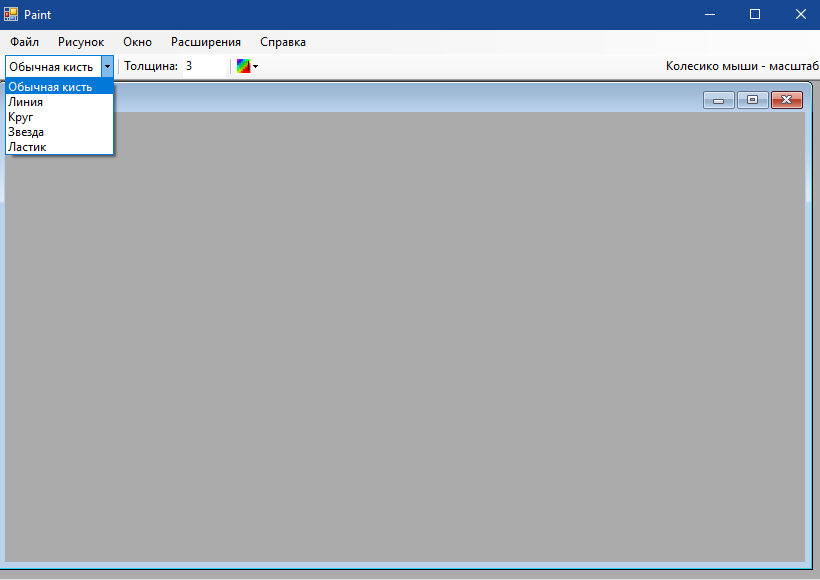 Paint
Файл Рисунок Окно Расширения Справка
Обычная кисть Толщина: 3 Колесико мыши - масштаб
Обычная кисть
Линия
Круг
Звезда
Ластик